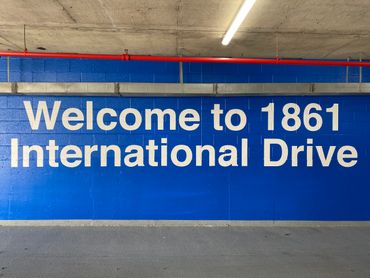 Welcome to 1861
International Drive